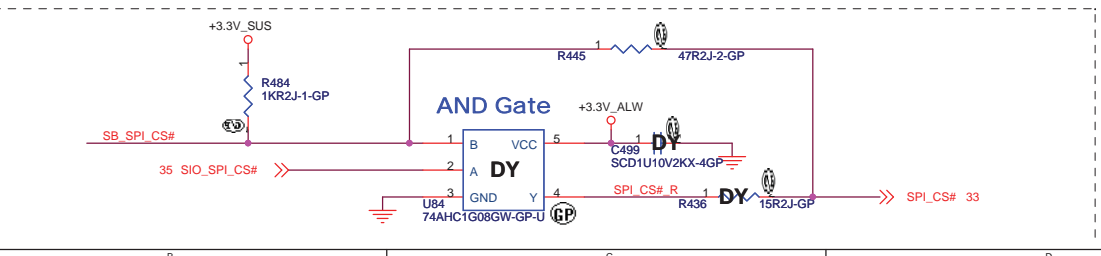 +3.3V_SUS
1
R445
47R2J-2-GP
1
R484
1KR2J-1-GP
AND Gate
+3.3V_ALW
SB_SPI_CS#
1
B
VCC
5
1
DY
C499
SCD1U10V2KX-4GP
35 SIO_SPI_CS#
2
A
DY
3
GND
Y
4
SPI_CS#_R
1
DY
R436
15R2J-GP
SPI_CS# 33
U84
74AHC1G08GW-GP-U
GP